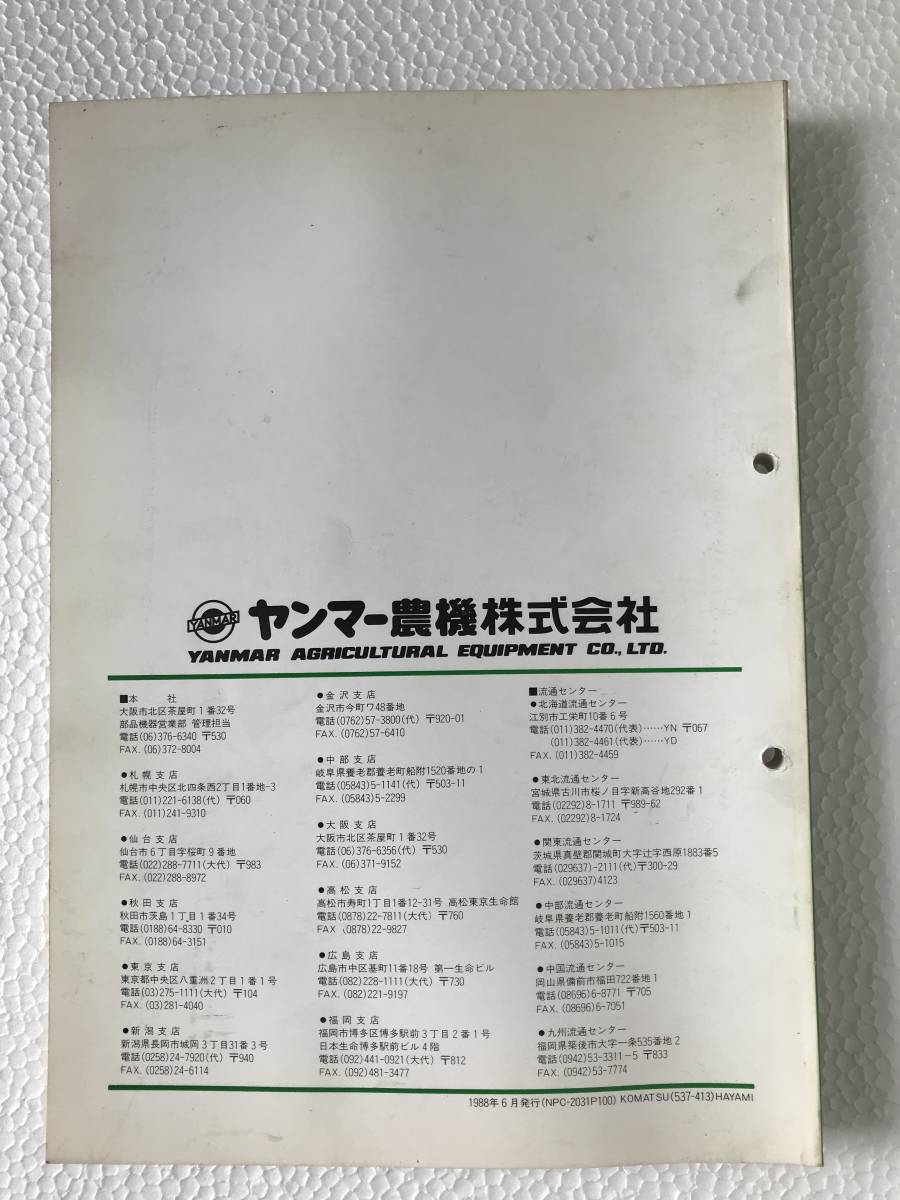 YANMAR
ヤンマー農機株式会社
YANMAR AGRICULTURAL EQUIPMENT CO., LTD.
■本　社
大阪市北区茶屋町1番32号
部品機器営業部 管理担当
電話(06)376-6340 〒530
FAX. (06)372-8004
●札幌支店
札幌市中央区北四条西2丁目1番地-3
電話(011)221-6138(代) 〒060
FAX. (011)241-9310
●仙台支店
仙台市6丁目字桜町9番地
電話(022)288-7711(大代) 〒983
FAX. (022)288-8972
●秋田支店
秋田市茨島1丁目1番34号
電話(0188)64-8330 〒010
FAX. (0188)64-3151
●東京支店
東京都中央区八重洲2丁目1番1号
電話(03)275-1111(大代) 〒104
FAX. (03)281-4040
●新潟支店
新潟県長岡市城岡3丁目31番3号
電話(0258)24-7920(代) 〒940
FAX. (0258)24-6114
●金沢支店
金沢市今町ワ48番地
電話(0762)57-3800(代) 〒920-01
FAX. (0762)57-6410
●中部支店
岐阜県養老郡養老町船附1520番地の1
電話(05843)5-1141(代) 〒503-11
FAX. (05843)5-2299
●大阪支店
大阪市北区茶屋町1番32号
電話(06)376-6356(代) 〒530
FAX. (06)371-9152
●高松支店
高松市寿町1丁目1番12-31号 高松東京生命館
電話(0878)22-7811(大代) 〒760
FAX. (0878)22-9827
●広島支店
広島市中区基町11番18号 第一生命ビル
電話(082)228-1111(大代) 〒730
FAX. (082)221-9197
●福岡支店
福岡市博多区博多駅前3丁目2番1号
日本生命博多駅前ビル4階
電話(092)441-0921(大代) 〒812
FAX. (092)481-3477
■流通センター
●北海道流通センター
江別市工栄町10番6号
電話(011)382-4470(代表)……YN 〒067
(011)382-4461(代表)……YD
FAX. (011)382-4459
●東北流通センター
宮城県古川市桜ノ目字新高谷地292番1
電話(02292)8-1711 〒989-62
FAX. (02292)8-1724
●関東流通センター
茨城県真壁郡関城町大字辻字西原1883番5
電話(029637)-2111(代) 〒300-29
FAX. (029637)4123
●中部流通センター
岐阜県養老郡養老町船附1560番地1
電話(05843)5-1011(代) 〒503-11
FAX. (05843)5-1015
●中国流通センター
岡山県備前市福田722番地1
電話(08696)6-8771 〒705
FAX. (08696)6-7051
●九州流通センター
福岡県筑後市大字一条535番地2
電話(0942)53-3311-5 〒833
FAX. (0942)53-7774
1988年6月発行(NPC-2031P100) KOMATSU(537-413)HAYAMI